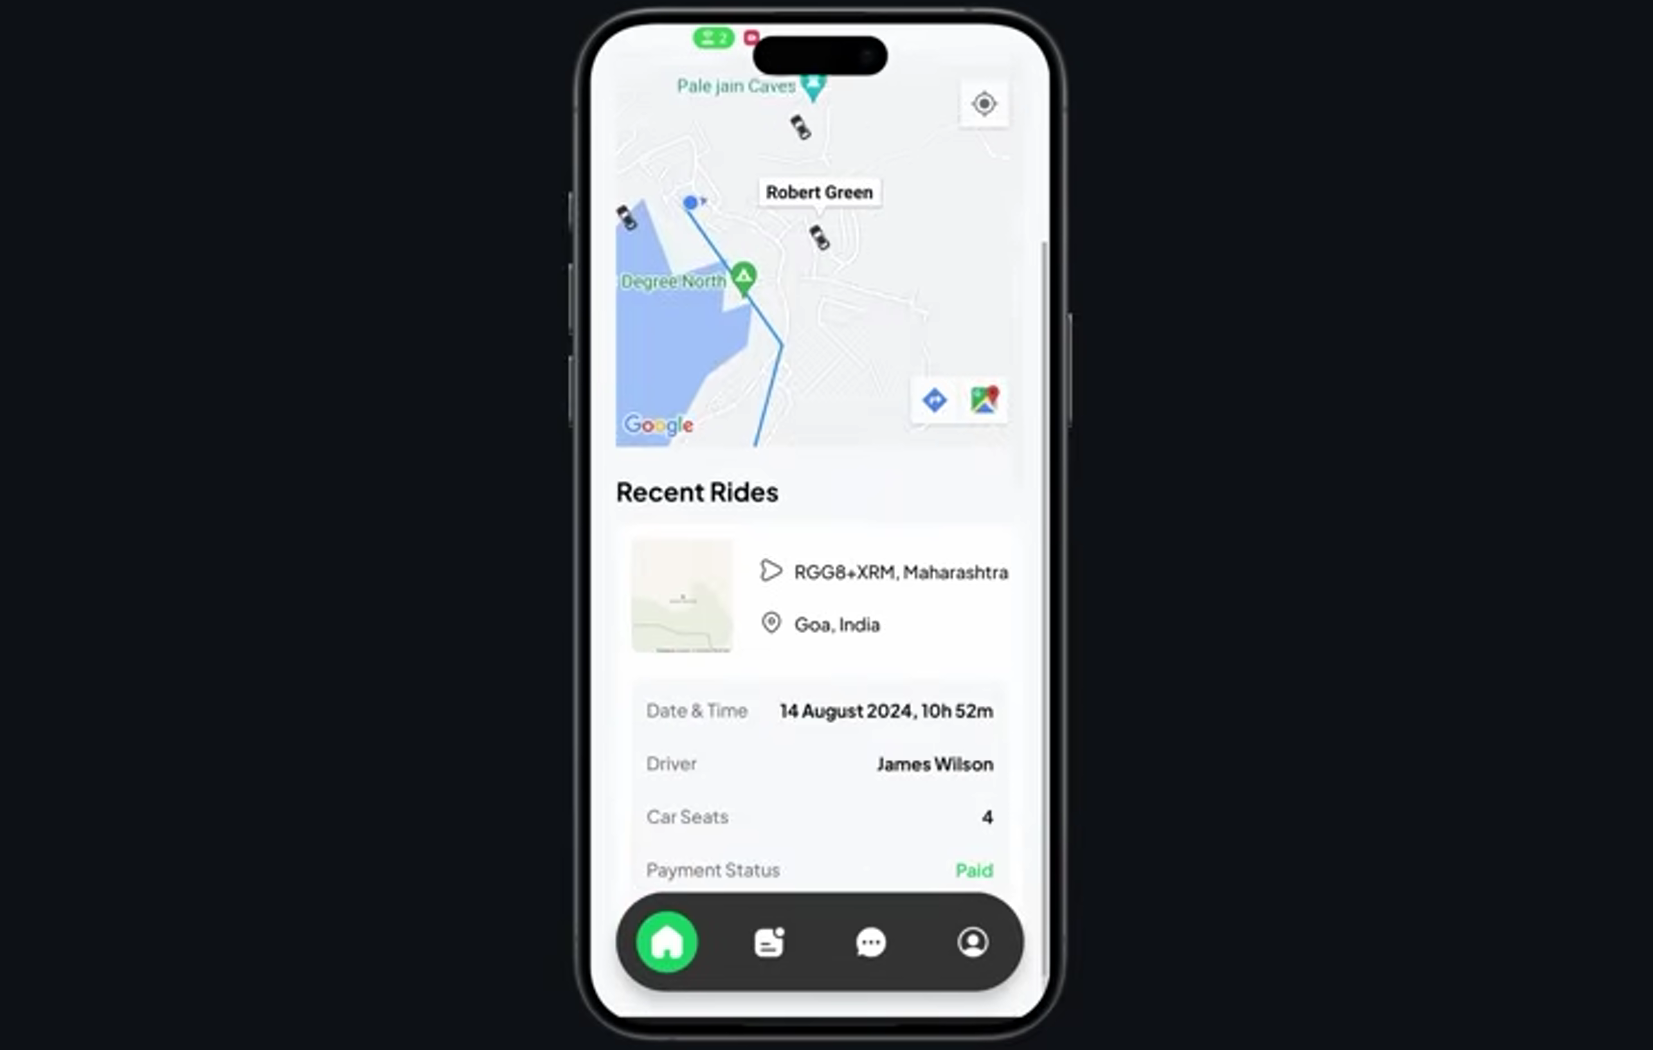 2
Pale jain Caves
Robert Green
Degree North
Google
Recent Rides
RGG8+XRM, Maharashtra
Goa, India
Date & Time 14 August 2024, 10h 52m
Driver James Wilson
Car Seats 4
Payment Status Paid